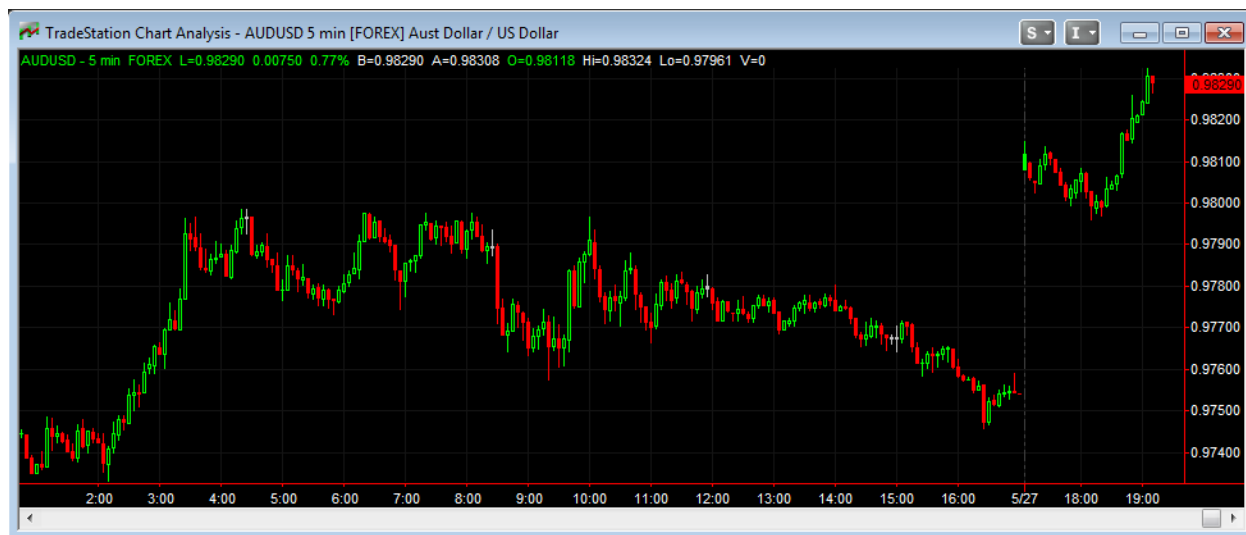 TradeStation Chart Analysis - AUDUSD 5 min [FOREX] Aust Dollar / US Dollar
S I
AUDUSD - 5 min FOREX L=0.98290 0.00750 0.77% B=0.98290 A=0.98308 O=0.98118 Hi=0.98324 Lo=0.97961 V=0
0.98290
0.98200
0.98100
0.98000
0.97900
0.97800
0.97700
0.97600
0.97500
0.97400
2:00 3:00 4:00 5:00 6:00 7:00 8:00 9:00 10:00 11:00 12:00 13:00 14:00 15:00 16:00 5/27 18:00 19:00